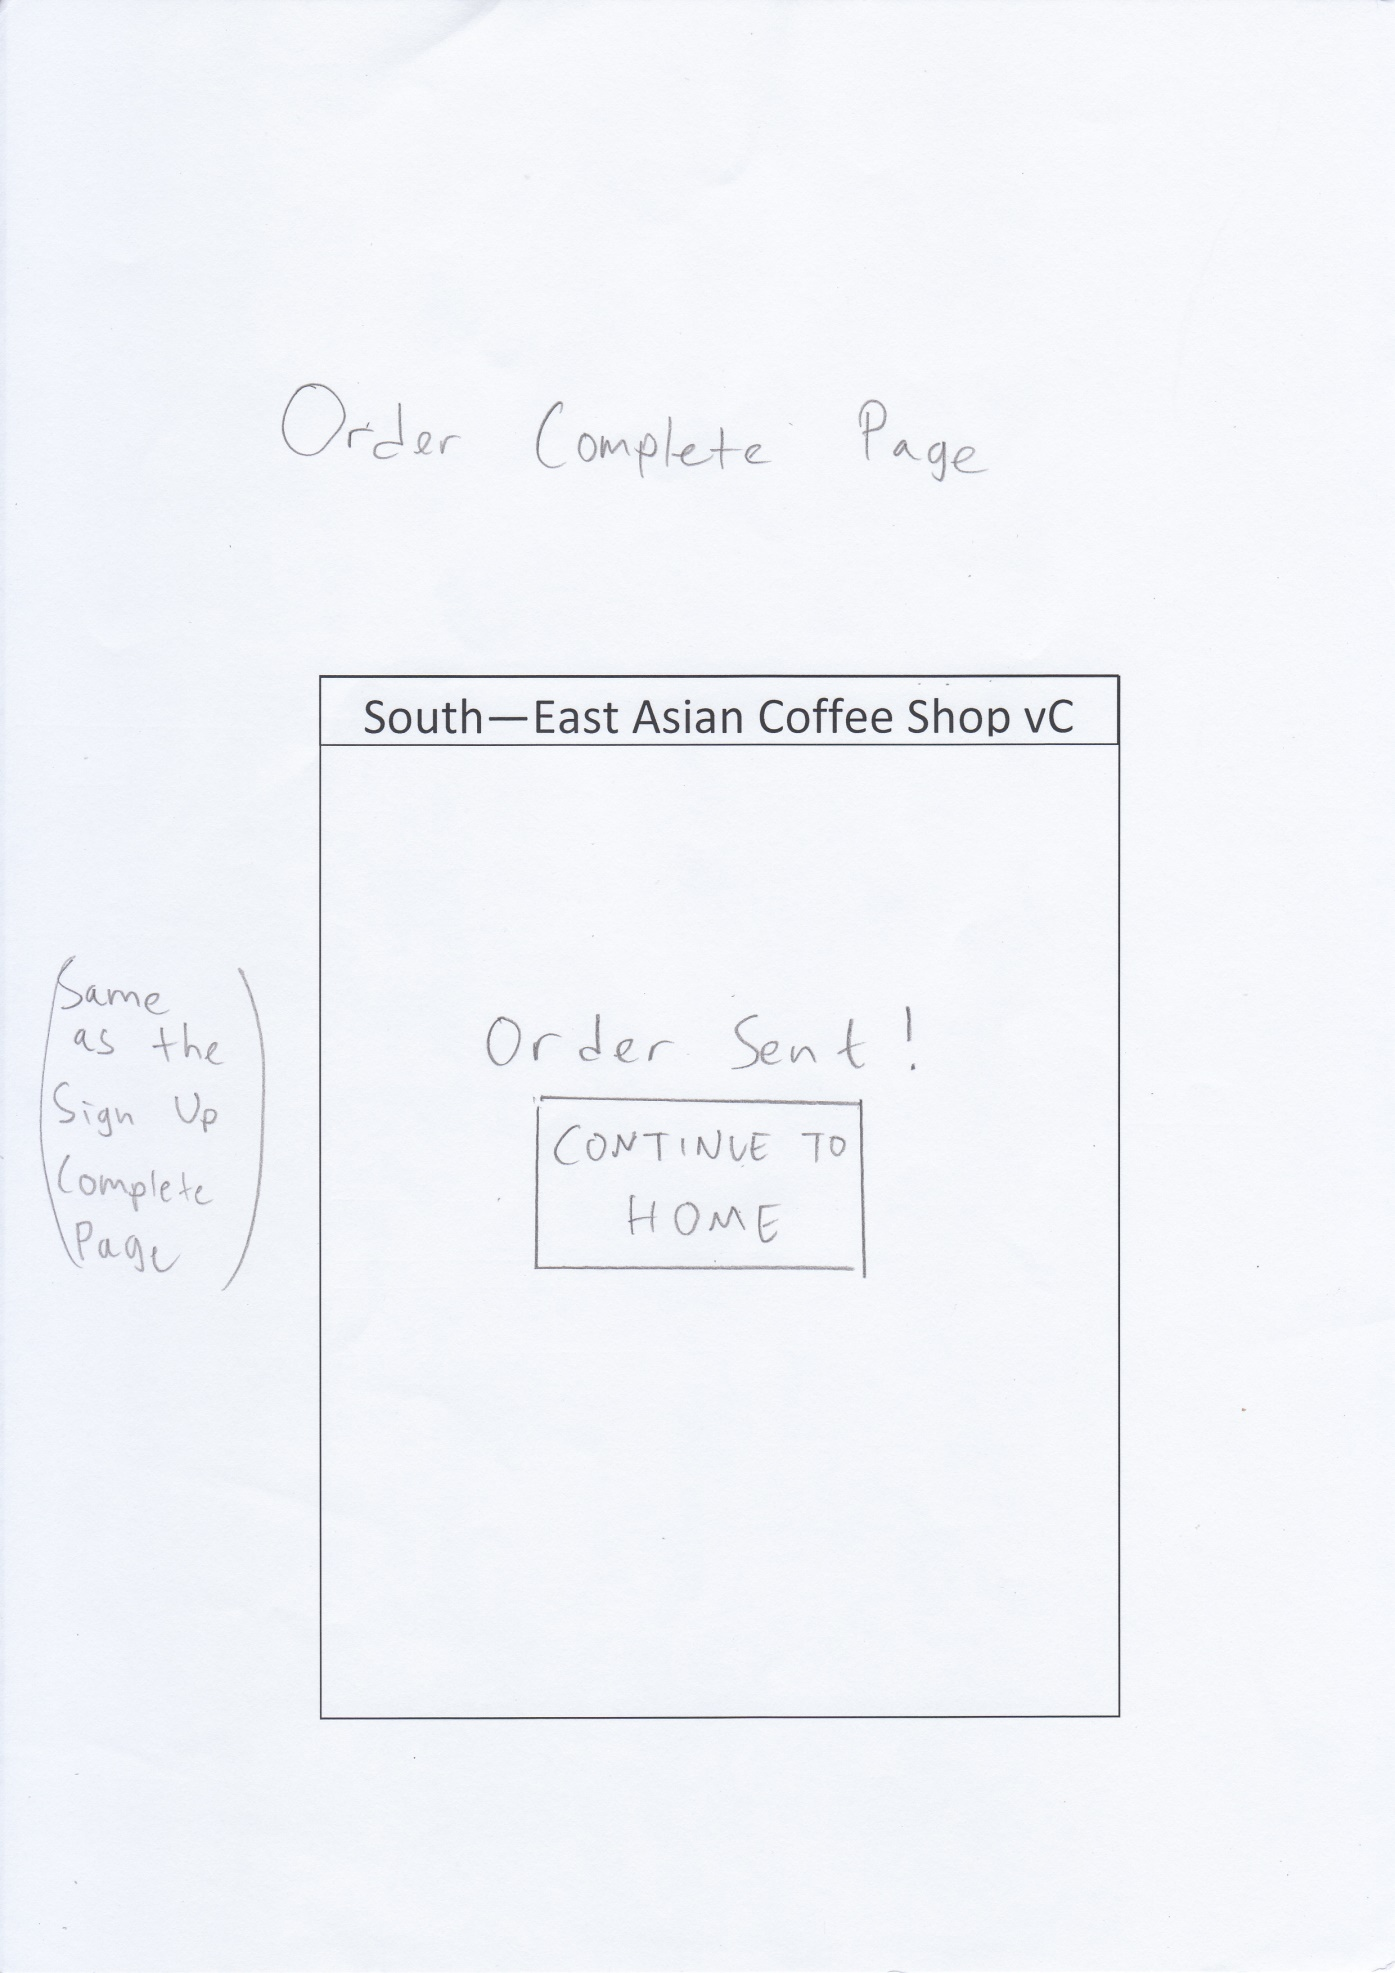 Order Complete Page
South—East Asian Coffee Shop vC
(Same
as the
Sign Up
Complete
Page)
Order Sent!
CONTINUE TO
HOME